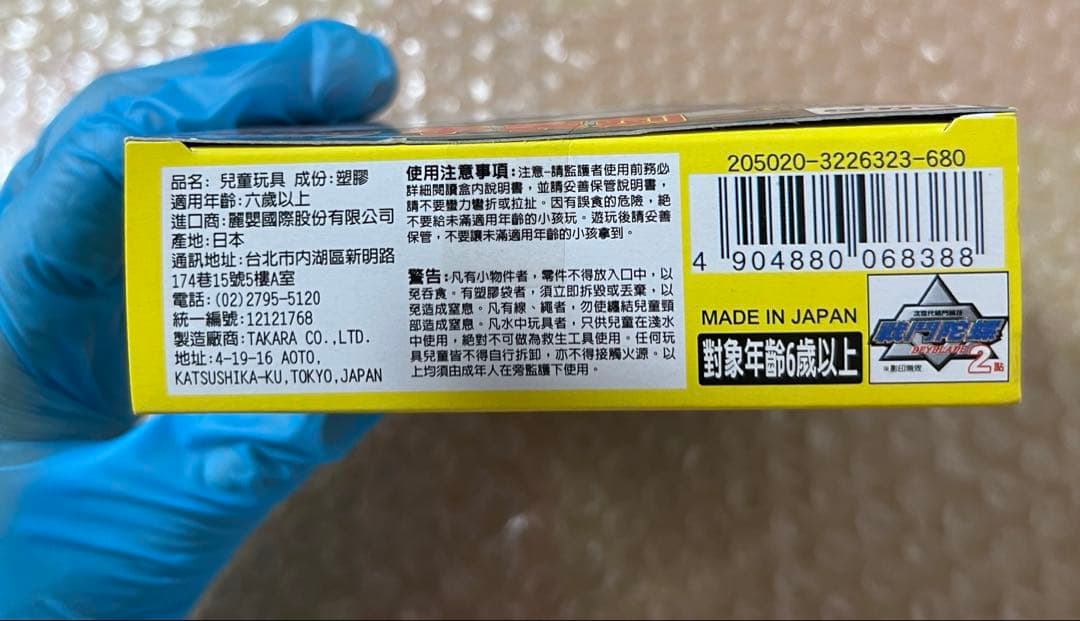 品名: 兒童玩具 成份:塑膠
適用年齡:六歲以上
進口商:麗嬰國際股份有限公司
產地:日本
通訊地址:台北市內湖區新明路
174巷15號5樓A室
電話:(02)2795-5120
統一編號:12121768
製造廠商:TAKARA CO.,LTD.
地址:4-19-16 AOTO,
KATSUSHIKA-KU,TOKYO,JAPAN
使用注意事項:注意-請監護者使用前務必
詳細閱讀盒內說明書，並請妥善保管說明書，
請不要蠻力彎折或拉扯。因有誤食的危險，絶
不要給未滿適用年齡的小孩玩。遊玩後請妥善
保管，不要讓未滿適用年齡的小孩拿到。
警告:凡有小物件者，零件不得放入口中，以
免吞食。有塑膠袋者，須立即拆毀或丟棄，以
免造成窒息。凡有線、繩者，勿使纏結兒童頸
部造成窒息。凡水中玩具者，只供兒童在淺水
中使用，絶對不可做為救生工具使用。任何玩
具兒童皆不得自行拆卸，亦不得接觸火源。以
上均須由成年人在旁監護下使用。
205020-3226323-680
4 904880 068388
MADE IN JAPAN
對象年齡6歲以上
次世代格鬥競技
戰鬥陀螺
BEYBLADE
2點
※影印無效